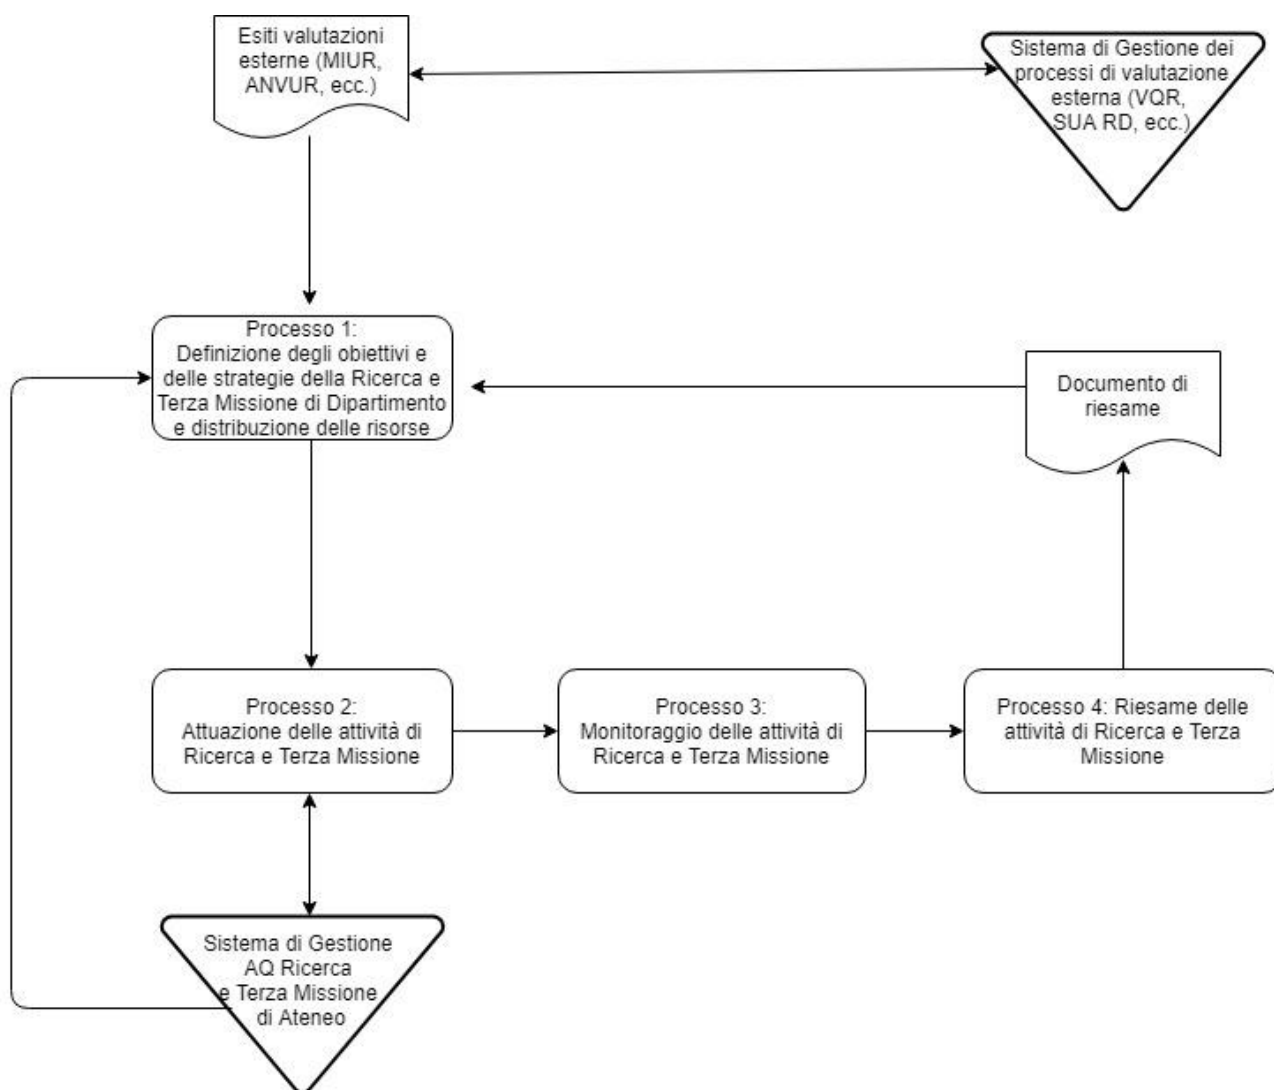 Esiti valutazioni
esterne (MIUR,
ANVUR, ecc.)
Sistema di Gestione dei
processi di valutazione
esterna (VQR,
SUA RD, ecc.)
Processo 1:
Definizione degli obiettivi e
delle strategie della Ricerca e
Terza Missione di Dipartimento
e distribuzione delle risorse
Documento di
riesame
Processo 2:
Attuazione delle attività di
Ricerca e Terza Missione
Processo 3:
Monitoraggio delle attività di
Ricerca e Terza Missione
Processo 4: Riesame delle
attività di Ricerca e Terza
Missione
Sistema di Gestione
AQ Ricerca
e Terza Missione
di Ateneo